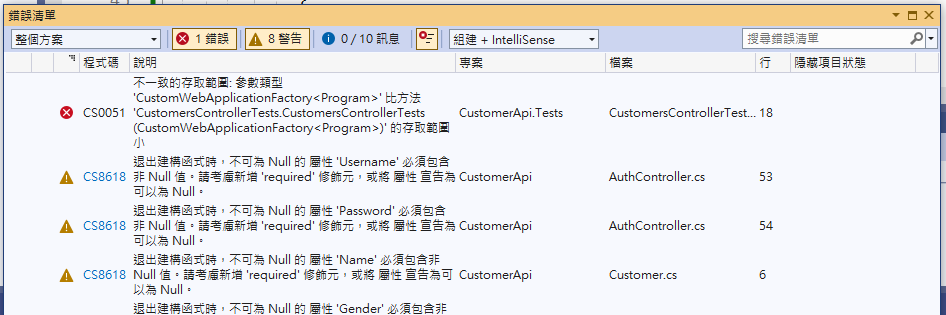 錯誤清單
整個方案
1 錯誤
8 警告
0 / 10 訊息
組建 + IntelliSense
搜尋錯誤清單
程式碼 說明 專案 檔案 行 隱藏項目狀態
不一致的存取範圍: 參數類型
'CustomWebApplicationFactory<Program>' 比方法
CS0051 'CustomersControllerTests.CustomersControllerTests CustomerApi.Tests CustomersControllerTest... 18
(CustomWebApplicationFactory<Program>)' 的存取範圍
小
退出建構函式時，不可為 Null 的 屬性 'Username' 必須包含
CS8618 非 Null 值。請考慮新增 'required' 修飾元，或將 屬性 宣告為 CustomerApi AuthController.cs 53
可以為 Null。
退出建構函式時，不可為 Null 的 屬性 'Password' 必須包含
CS8618 非 Null 值。請考慮新增 'required' 修飾元，或將 屬性 宣告為 CustomerApi AuthController.cs 54
可以為 Null。
退出建構函式時，不可為 Null 的 屬性 'Name' 必須包含非
CS8618 Null 值。請考慮新增 'required' 修飾元，或將 屬性 宣告為可 CustomerApi Customer.cs 6
以為 Null。
退出建構函式時，不可為 Null 的 屬性 'Gender' 必須包含非